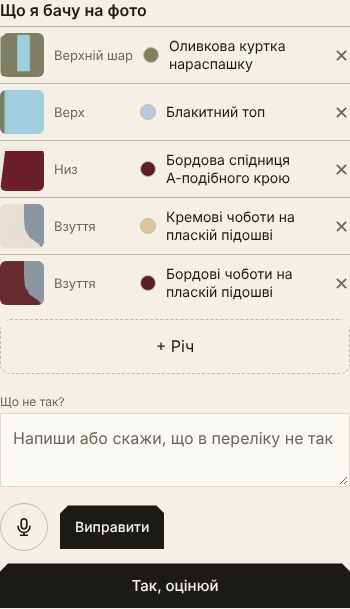 Що я бачу на фото
Верхній шар
Оливкова куртка
нараспашку
Верх
Блакитний топ
Низ
Бордова спідниця
А-подібного крою
Взуття
Кремові чоботи на
пласкій підошві
Взуття
Бордові чоботи на
пласкій підошві
+ Річ
Що не так?
Напиши або скажи, що в переліку не так
Виправити
Так, оцінюй